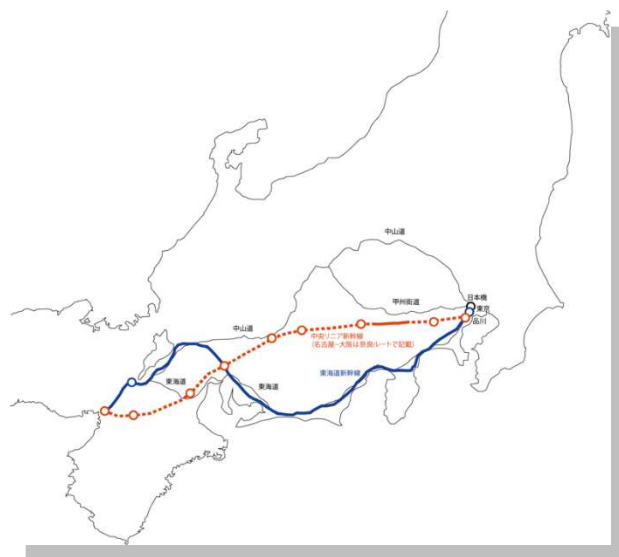 中山道
日本橋
甲州街道
東京
品川
中山道
中央リニア新幹線
(名古屋-大阪は奈良ルートで記載)
東海道新幹線
東海道
東海道